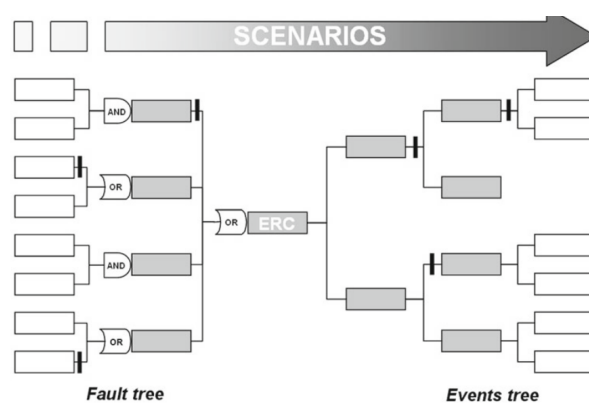 SCENARIOS
AND
OR
OR
ERC
AND
OR
Fault tree
Events tree